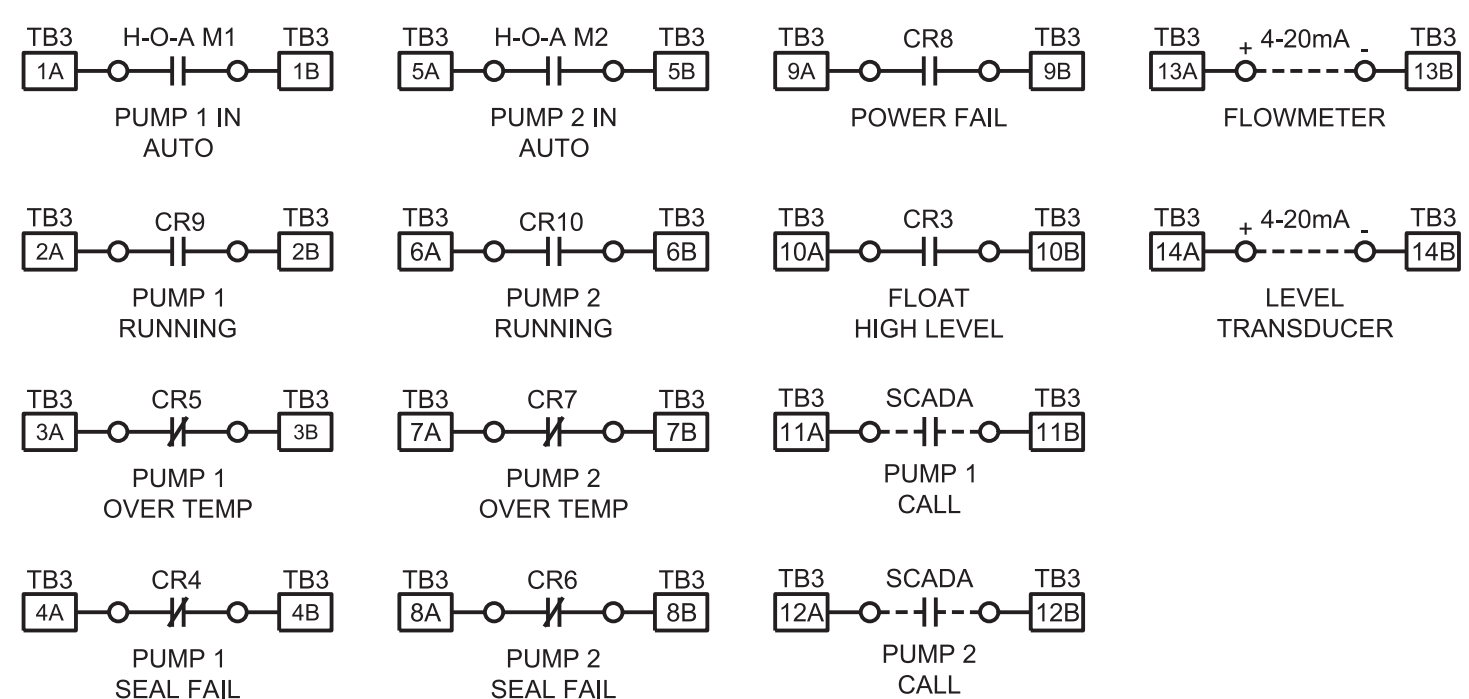 TB3 H-O-A M1 TB3
1A 1B
PUMP 1 IN
AUTO
TB3 H-O-A M2 TB3
5A 5B
PUMP 2 IN
AUTO
TB3 CR8 TB3
9A 9B
POWER FAIL
TB3 + 4-20mA - TB3
13A 13B
FLOWMETER
TB3 CR9 TB3
2A 2B
PUMP 1
RUNNING
TB3 CR10 TB3
6A 6B
PUMP 2
RUNNING
TB3 CR3 TB3
10A 10B
FLOAT
HIGH LEVEL
TB3 + 4-20mA - TB3
14A 14B
LEVEL
TRANSDUCER
TB3 CR5 TB3
3A 3B
PUMP 1
OVER TEMP
TB3 CR7 TB3
7A 7B
PUMP 2
OVER TEMP
TB3 SCADA TB3
11A 11B
PUMP 1
CALL
TB3 CR4 TB3
4A 4B
PUMP 1
SEAL FAIL
TB3 CR6 TB3
8A 8B
PUMP 2
SEAL FAIL
TB3 SCADA TB3
12A 12B
PUMP 2
CALL